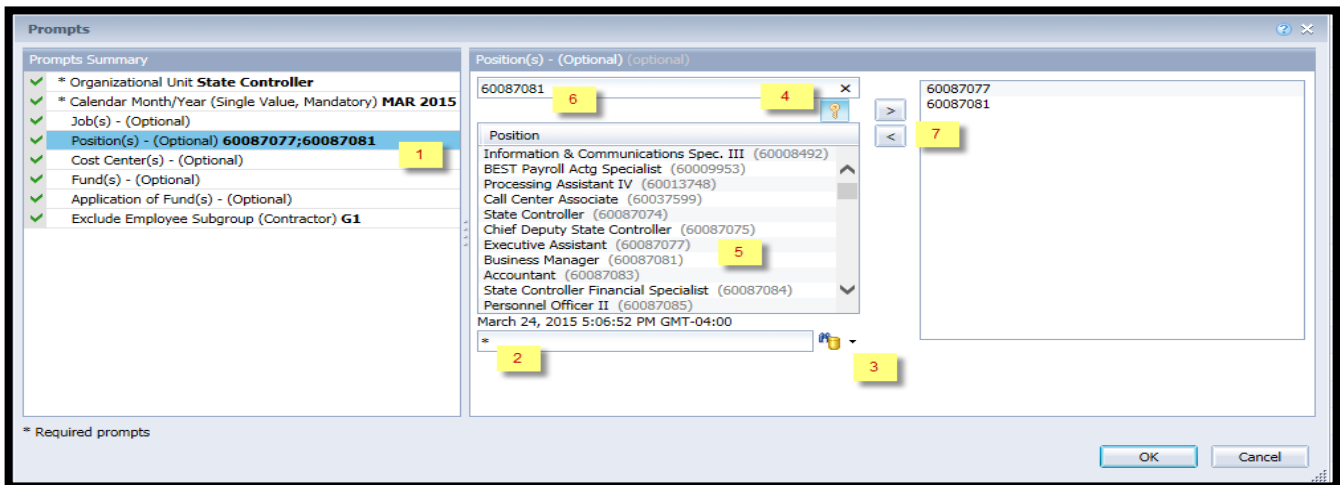 Prompts
Prompts Summary
* Organizational Unit State Controller
* Calendar Month/Year (Single Value, Mandatory) MAR 2015
Job(s) - (Optional)
Position(s) - (Optional) 60087077;60087081
1
Cost Center(s) - (Optional)
Fund(s) - (Optional)
Application of Fund(s) - (Optional)
Exclude Employee Subgroup (Contractor) G1
Position(s) - (Optional) (optional)
60087081
6
4
Position
Information & Communications Spec. III (60008492)
BEST Payroll Actg Specialist (60009953)
Processing Assistant IV (60013748)
Call Center Associate (60037599)
State Controller (60087074)
Chief Deputy State Controller (60087075)
Executive Assistant (60087077)
5
Business Manager (60087081)
Accountant (60087083)
State Controller Financial Specialist (60087084)
Personnel Officer II (60087085)
March 24, 2015 5:06:52 PM GMT-04:00
*
2
3
>
<
7
60087077
60087081
* Required prompts
OK
Cancel